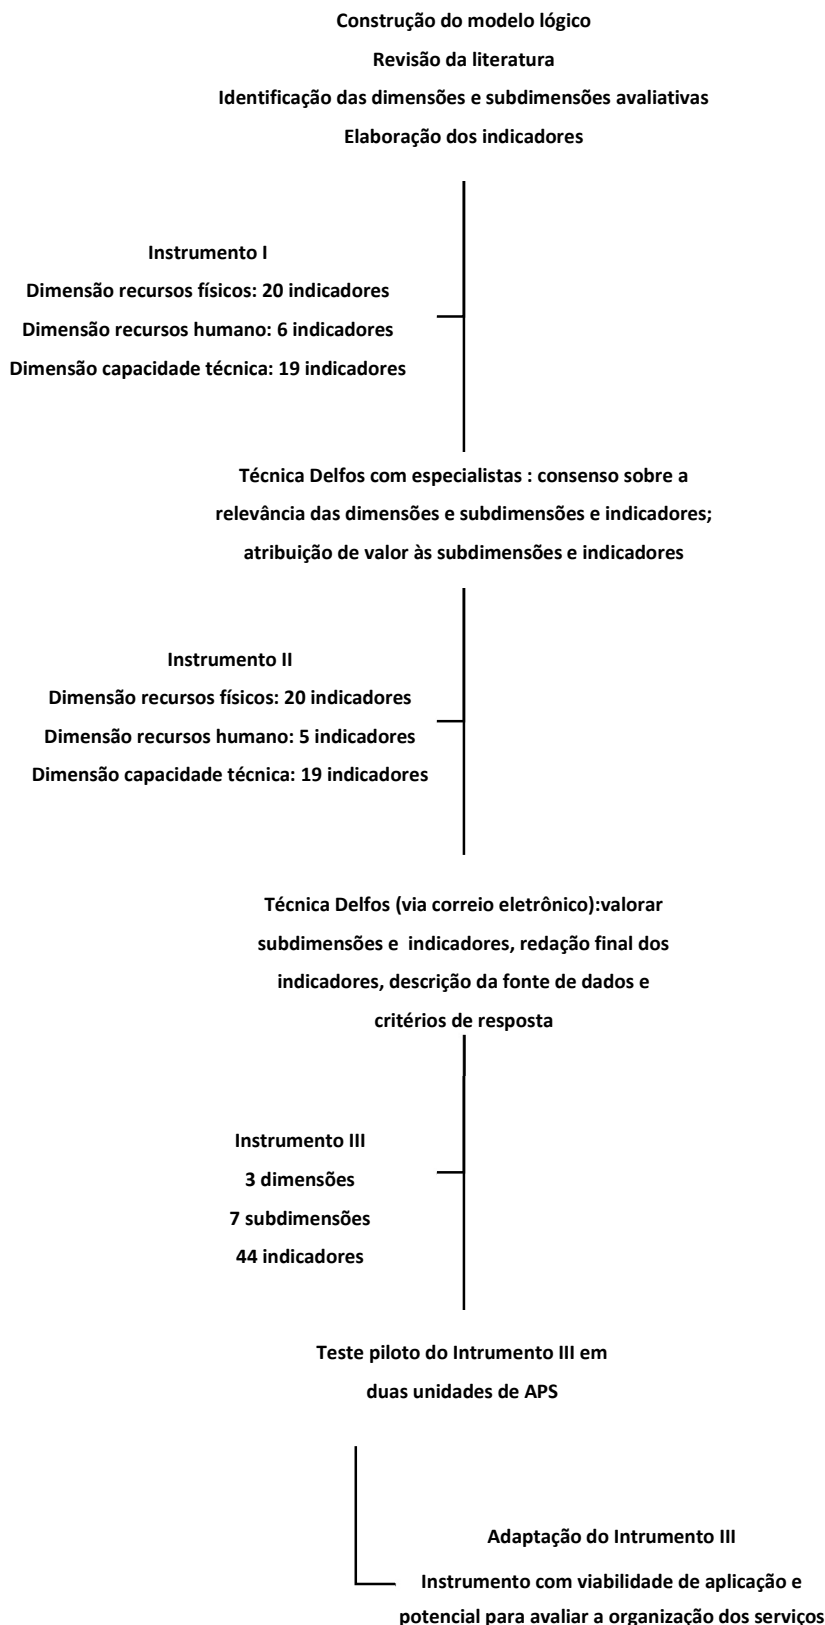 Construção do modelo lógico
Revisão da literatura
Identificação das dimensões e subdimensões avaliativas
Elaboração dos indicadores
Instrumento I
Dimensão recursos físicos: 20 indicadores
Dimensão recursos humano: 6 indicadores
Dimensão capacidade técnica: 19 indicadores
Técnica Delfos com especialistas : consenso sobre a
relevância das dimensões e subdimensões e indicadores;
atribuição de valor às subdimensões e indicadores
Instrumento II
Dimensão recursos físicos: 20 indicadores
Dimensão recursos humano: 5 indicadores
Dimensão capacidade técnica: 19 indicadores
Técnica Delfos (via correio eletrônico):valorar
subdimensões e indicadores, redação final dos
indicadores, descrição da fonte de dados e
critérios de resposta
Instrumento III
3 dimensões
7 subdimensões
44 indicadores
Teste piloto do Intrumento III em
duas unidades de APS
Adaptação do Intrumento III
Instrumento com viabilidade de aplicação e
potencial para avaliar a organização dos serviços